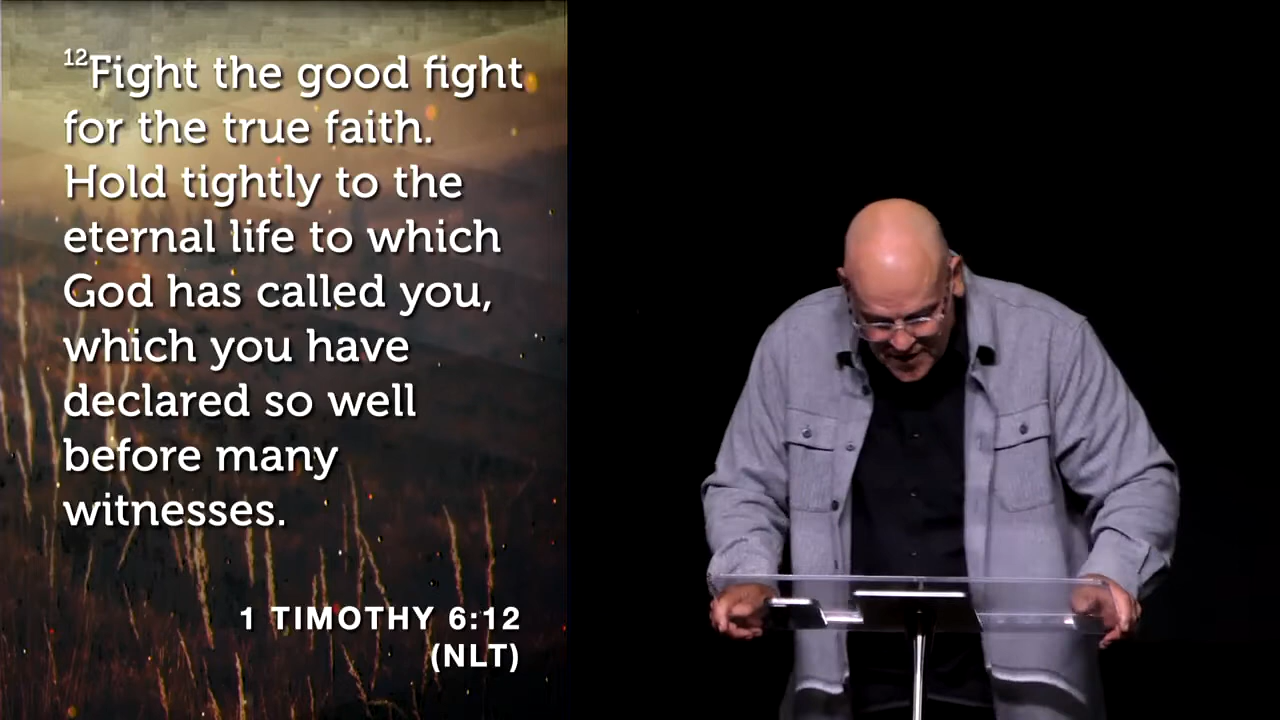 12Fight the good fight
for the true faith.
Hold tightly to the
eternal life to which
God has called you,
which you have
declared so well
before many
witnesses.
1 TIMOTHY 6:12
(NLT)